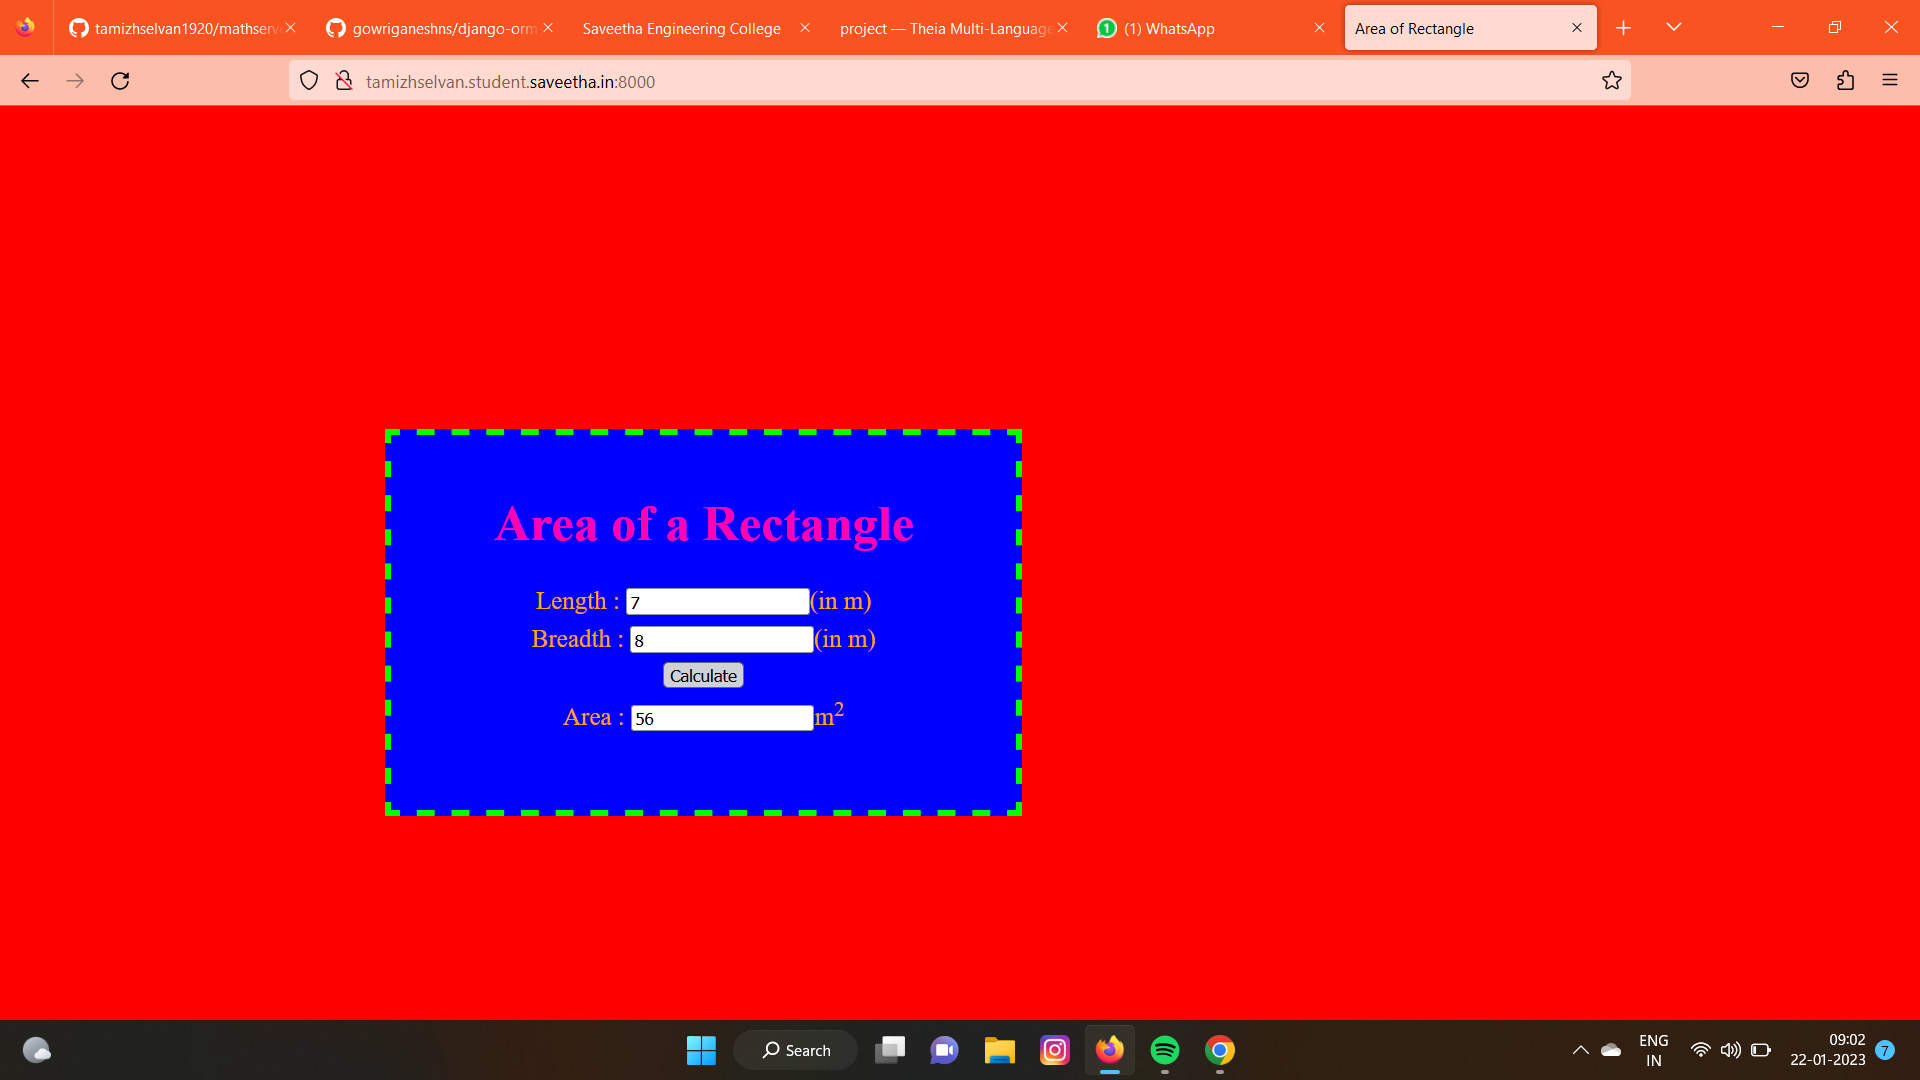 tamizhselvan1920/mathserv
gowriganeshns/django-orm
Saveetha Engineering College
project — Theia Multi-Language
(1) WhatsApp
Area of Rectangle
tamizhselvan.student.saveetha.in:8000
Area of a Rectangle
Length : 7 (in m)
Breadth : 8 (in m)
Calculate
Area : 56 m2
Search
ENG
IN
09:02
22-01-2023
7